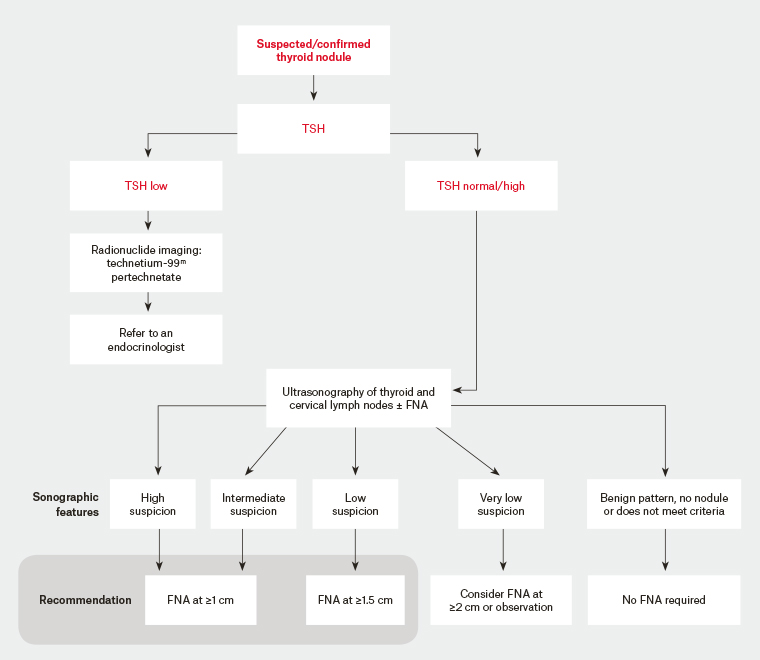 Suspected/confirmed
thyroid nodule
TSH
TSH low
TSH normal/high
Radionuclide imaging:
technetium-99ᵐ
pertechnetate
Refer to an
endocrinologist
Ultrasonography of thyroid and
cervical lymph nodes ± FNA
Sonographic
features
High
suspicion
Intermediate
suspicion
Low
suspicion
Very low
suspicion
Benign pattern, no nodule
or does not meet criteria
Recommendation
FNA at ≥1 cm
FNA at ≥1.5 cm
Consider FNA at
≥2 cm or observation
No FNA required